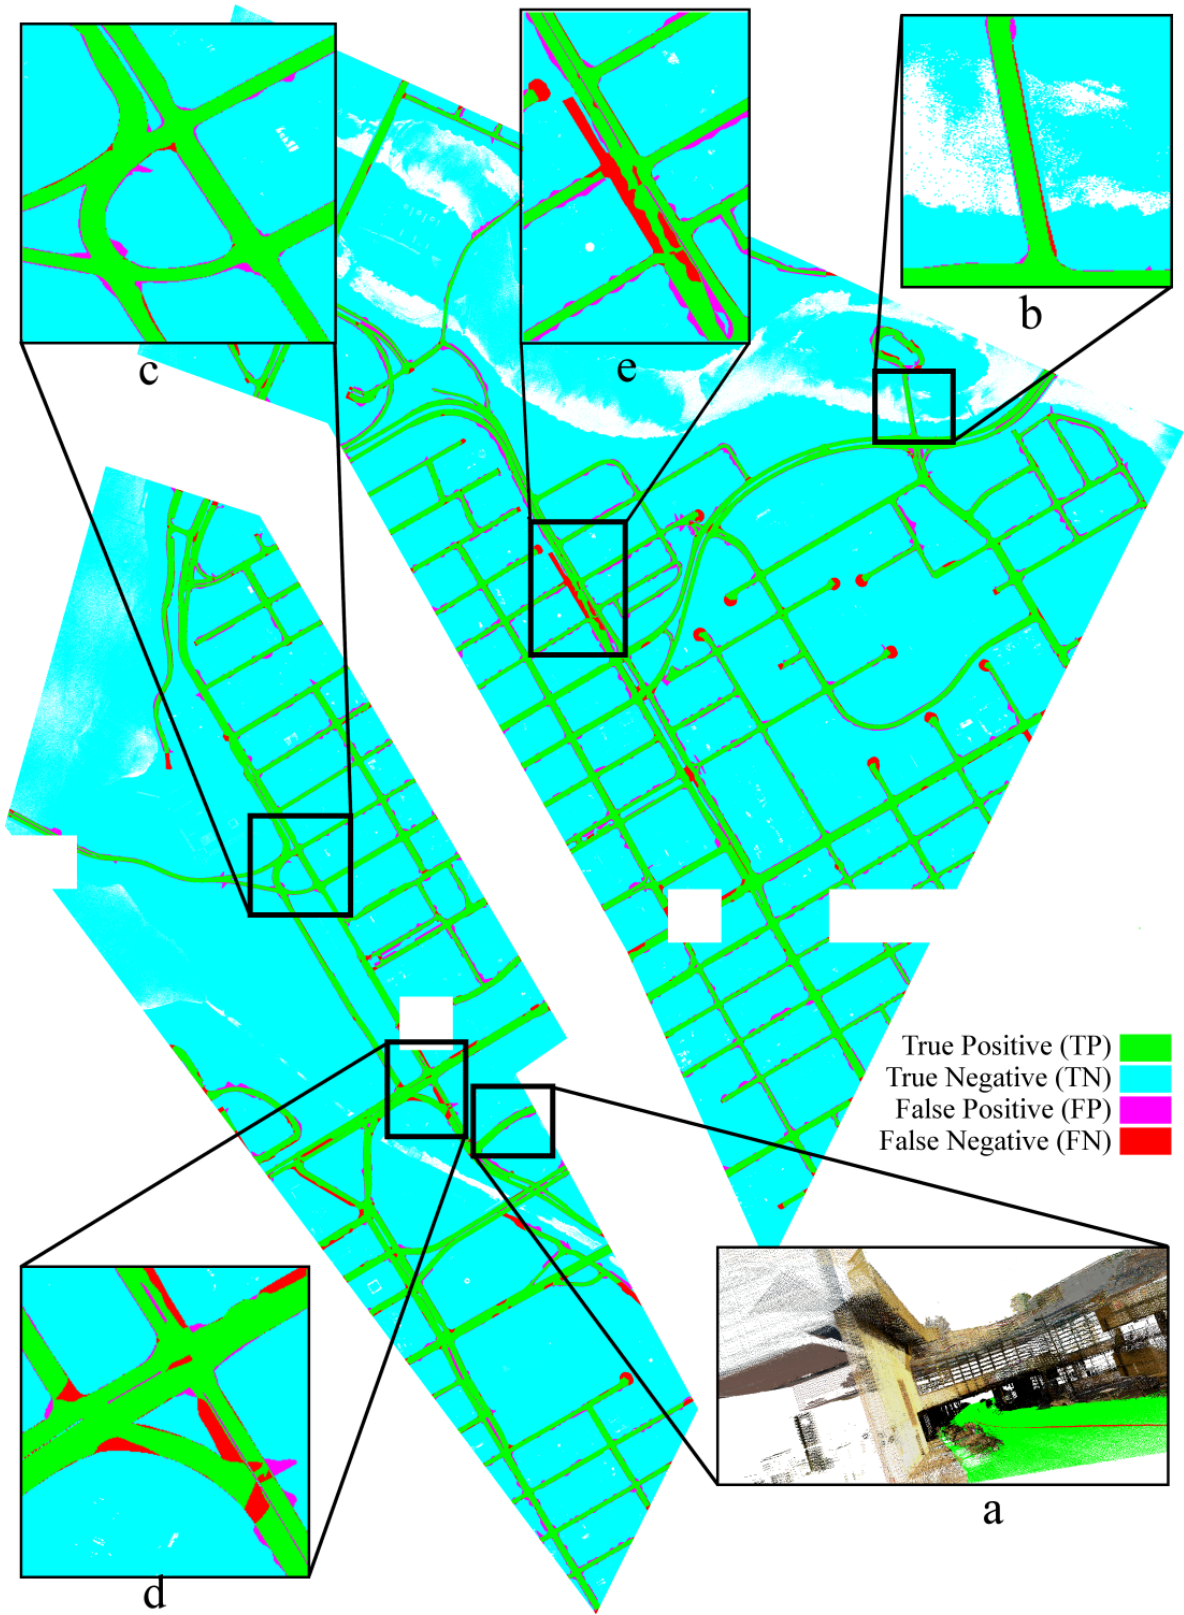 c
e
b
True Positive (TP)
True Negative (TN)
False Positive (FP)
False Negative (FN)
a
d